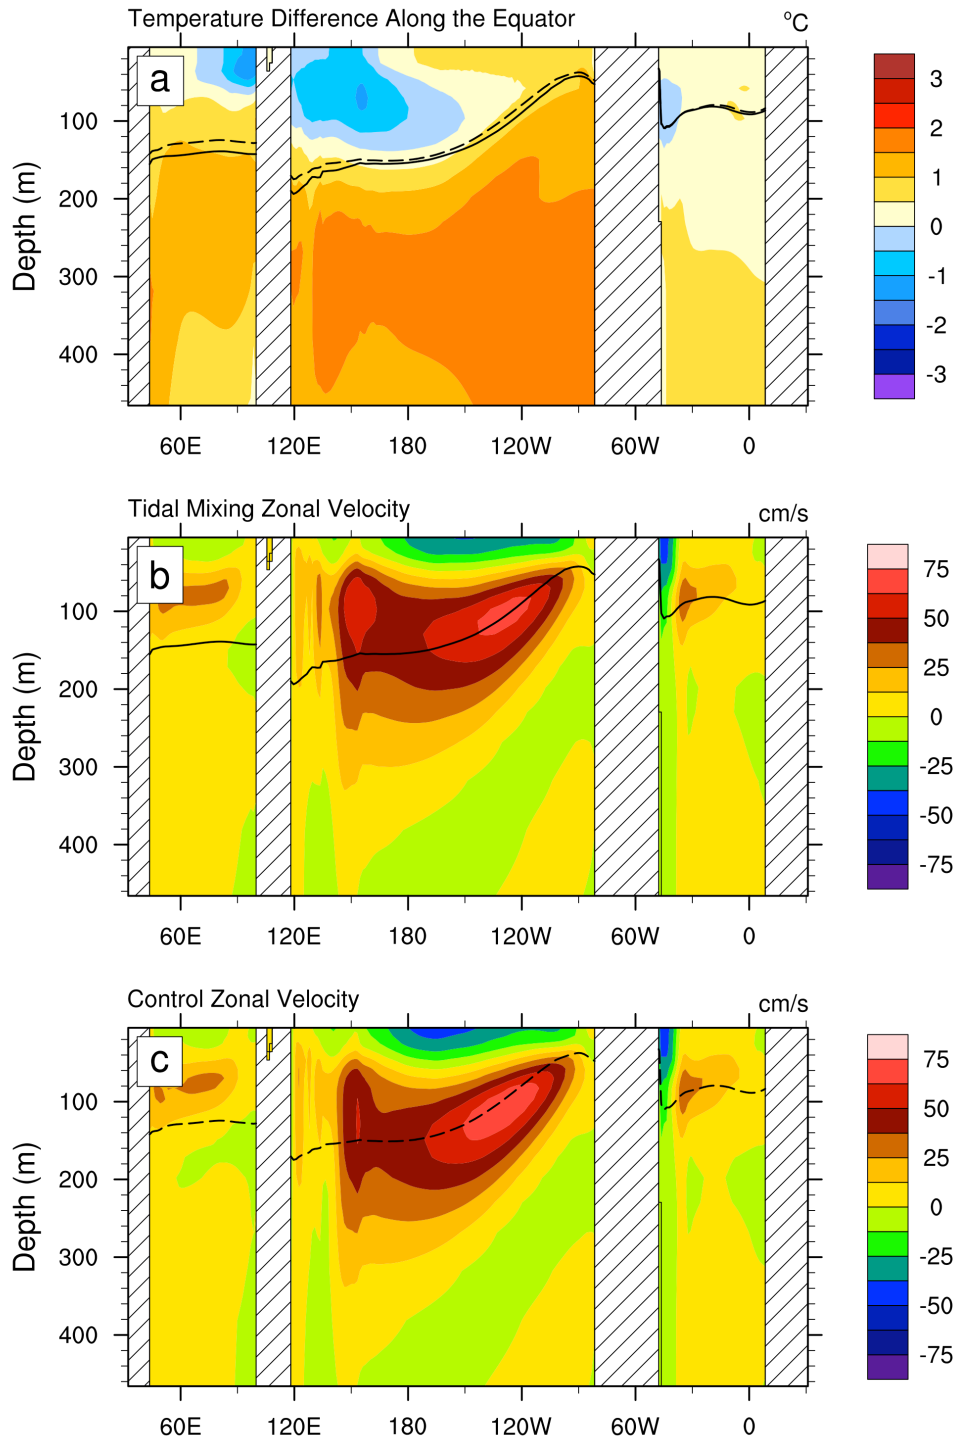 Temperature Difference Along the Equator
°C
a
Depth (m)
100
200
300
400
60E 120E 180 120W 60W 0
3
2
1
0
-1
-2
-3
Tidal Mixing Zonal Velocity
cm/s
b
Depth (m)
100
200
300
400
60E 120E 180 120W 60W 0
75
50
25
0
-25
-50
-75
Control Zonal Velocity
cm/s
c
Depth (m)
100
200
300
400
60E 120E 180 120W 60W 0
75
50
25
0
-25
-50
-75